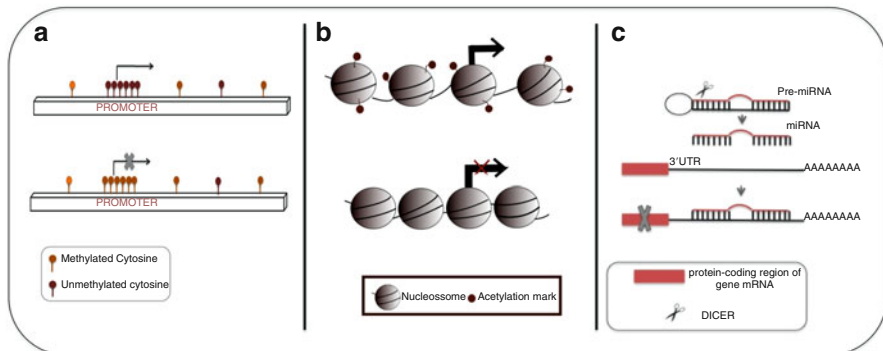 a
PROMOTER
PROMOTER
Methylated Cytosine
Unmethylated cytosine
b
Nucleossome
Acetylation mark
c
Pre-miRNA
miRNA
3'UTR
AAAAAAAA
AAAAAAAA
protein-coding region of
gene mRNA
DICER